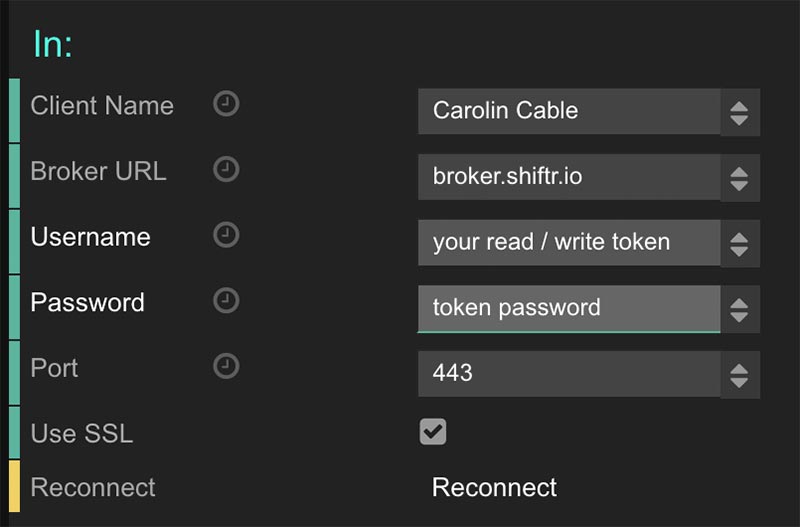 In:
Client Name Carolin Cable
Broker URL broker.shiftr.io
Username your read / write token
Password token password
Port 443
Use SSL
Reconnect Reconnect